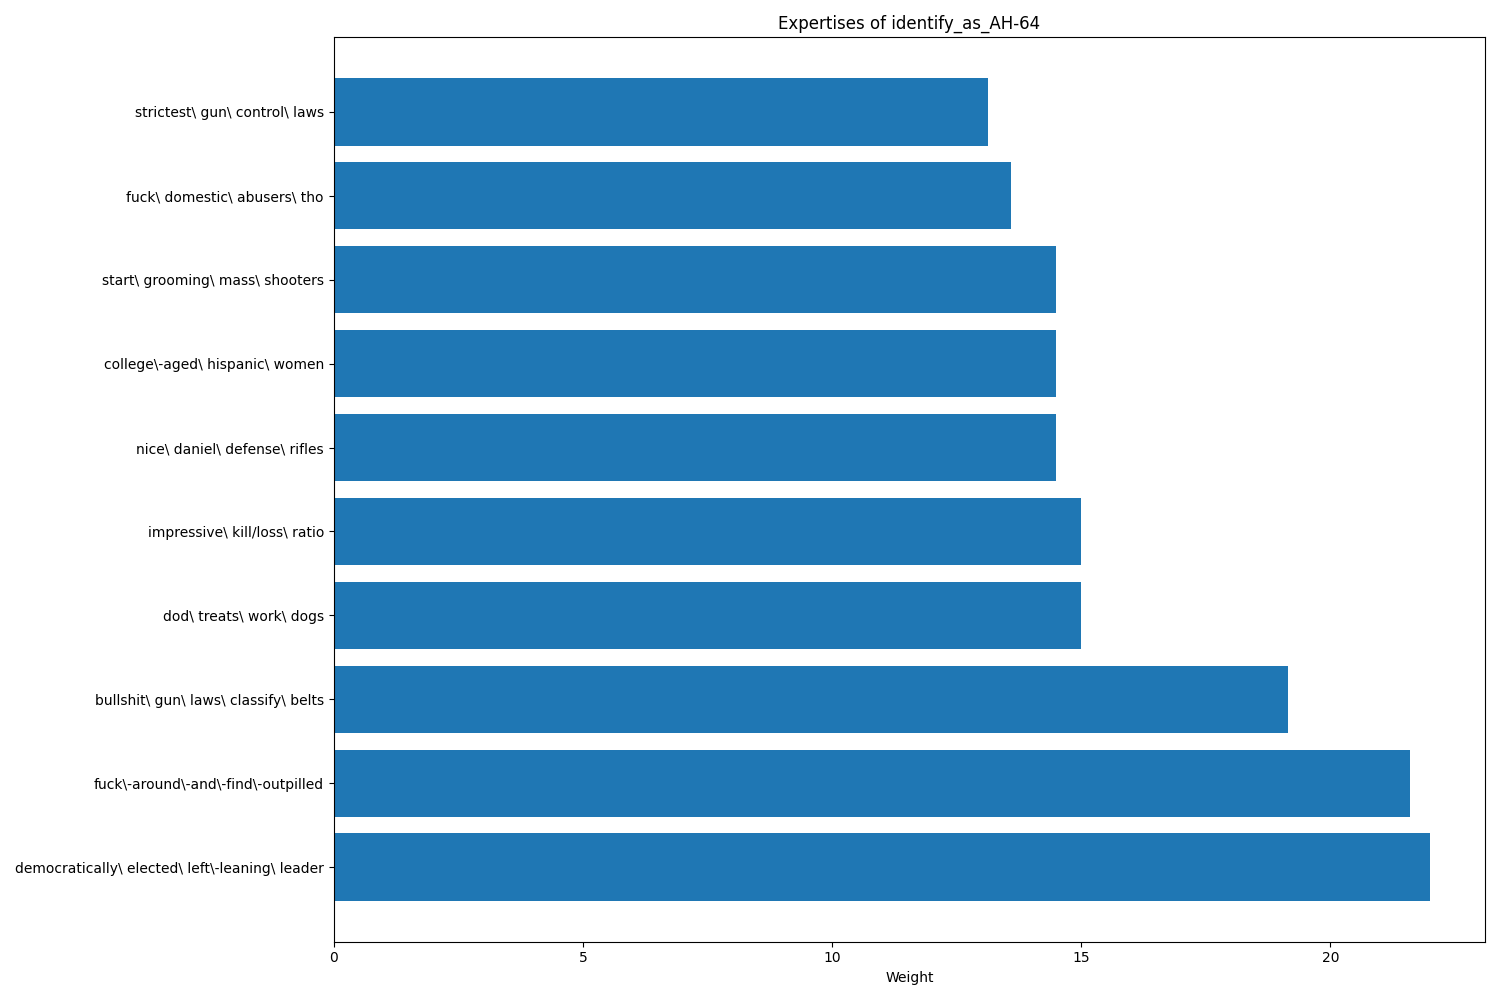 Expertises of identify_as_AH-64
strictest\ gun\ control\ laws
fuck\ domestic\ abusers\ tho
start\ grooming\ mass\ shooters
college\-aged\ hispanic\ women
nice\ daniel\ defense\ rifles
impressive\ kill/loss\ ratio
dod\ treats\ work\ dogs
bullshit\ gun\ laws\ classify\ belts
fuck\-around\-and\-find\-outpilled
democratically\ elected\ left\-leaning\ leader
0 5 10 15 20
Weight